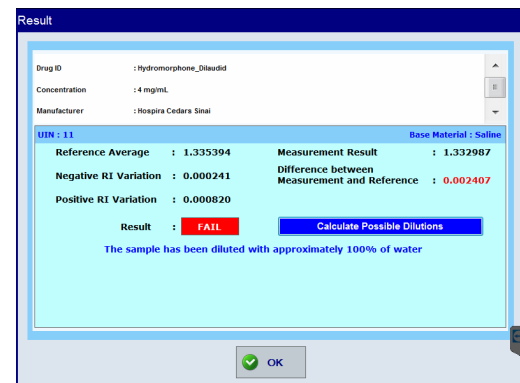 Result
Drug ID : Hydromorphone_Dilaudid
Concentration : 4 mg/mL
Manufacturer : Hospira Cedars Sinai
UIN : 11 Base Material : Saline
Reference Average : 1.335394 Measurement Result : 1.332987
Negative RI Variation : 0.000241 Difference between Measurement and Reference : 0.002407
Positive RI Variation : 0.000820
Result : FAIL Calculate Possible Dilutions
The sample has been diluted with approximately 100% of water
OK